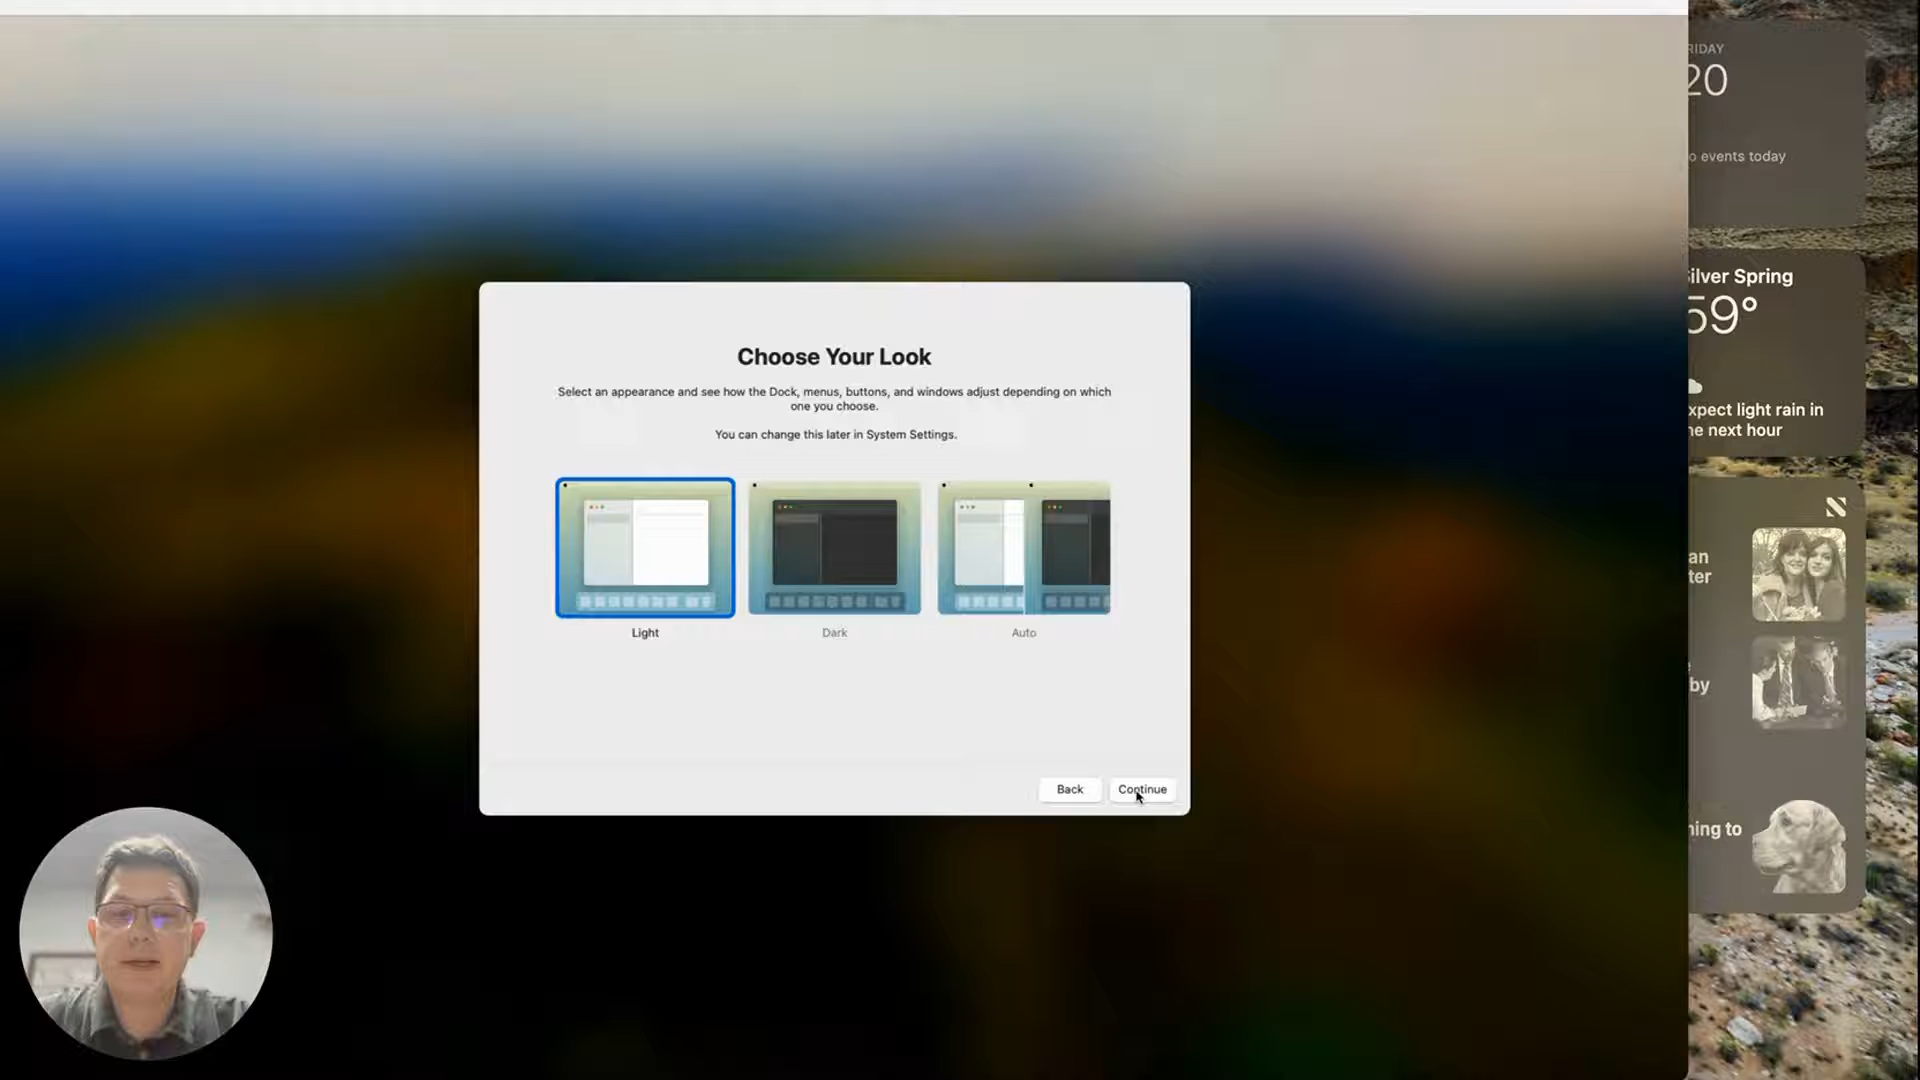 Choose Your Look
Select an appearance and see how the Dock, menus, buttons, and windows adjust depending on which
one you choose.
You can change this later in System Settings.
Light
Dark
Auto
Back
Continue
RIDAY
20
o events today
ilver Spring
59°
xpect light rain in
ne next hour
an
ter
by
ning to